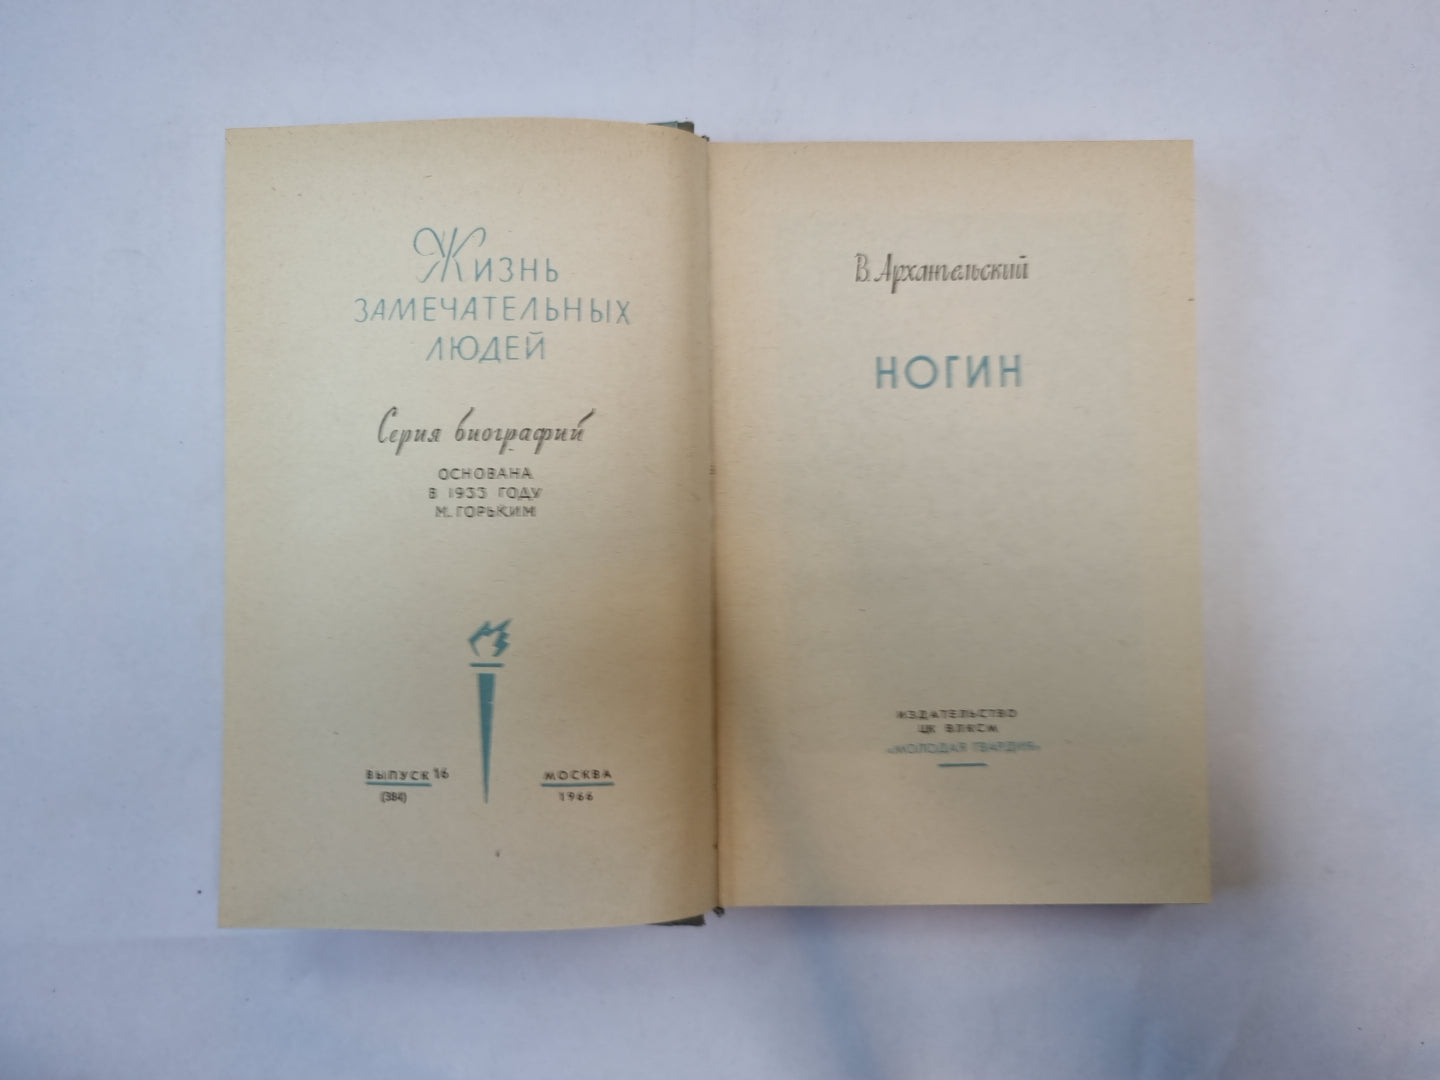 Жизнь
ЗАМЕЧАТЕЛЬНЫХ
ЛЮДЕЙ
Серия биографий
ОСНОВАНА
В 1933 ГОДУ
М. ГОРЬКИМ
ВЫПУСК 16
(384)
МОСКВА
1966
В. Архангельский
НОГИН
ИЗДАТЕЛЬСТВО
ЦК ВЛКСМ
«МОЛОДАЯ ГВАРДИЯ»